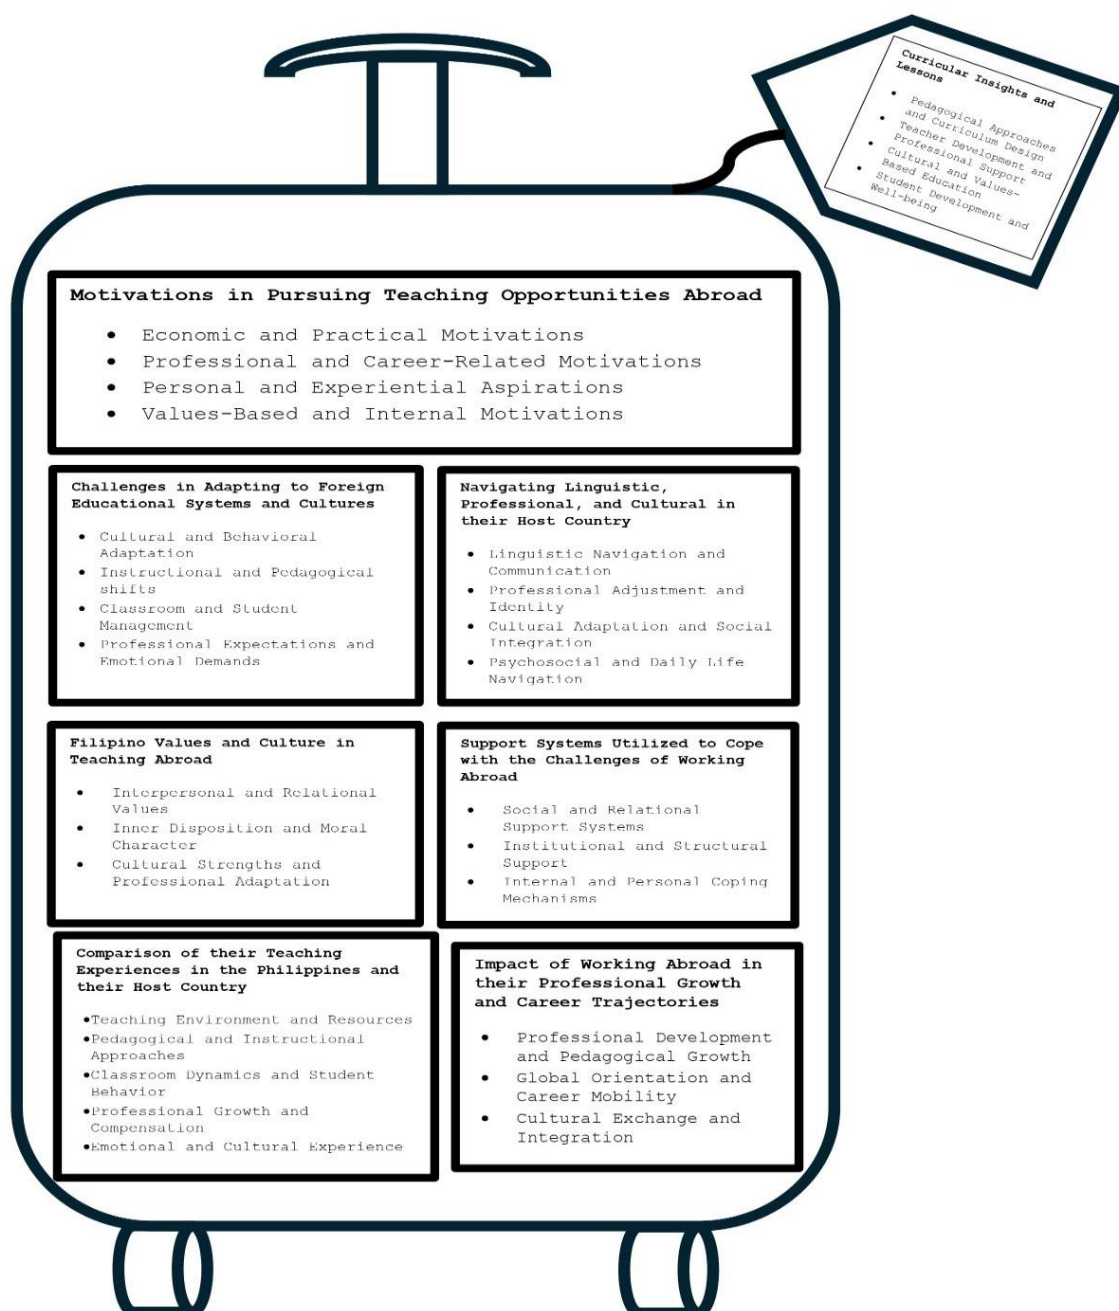 Curricular Insights and
Lessons
• Pedagogical Approaches
and Curriculum Design
• Teacher Development and
Professional Support
• Cultural and Values-
Based Education
• Student Development and
Well-being
Motivations in Pursuing Teaching Opportunities Abroad
• Economic and Practical Motivations
• Professional and Career-Related Motivations
• Personal and Experiential Aspirations
• Values-Based and Internal Motivations
Challenges in Adapting to Foreign
Educational Systems and Cultures
• Cultural and Behavioral
Adaptation
• Instructional and Pedagogical
shifts
• Classroom and Student
Management
• Professional Expectations and
Emotional Demands
Navigating Linguistic,
Professional, and Cultural in
their Host Country
• Linguistic Navigation and
Communication
• Professional Adjustment and
Identity
• Cultural Adaptation and Social
Integration
• Psychosocial and Daily Life
Navigation
Filipino Values and Culture in
Teaching Abroad
• Interpersonal and Relational
Values
• Inner Disposition and Moral
Character
• Cultural Strengths and
Professional Adaptation
Support Systems Utilized to Cope
with the Challenges of Working
Abroad
• Social and Relational
Support Systems
• Institutional and Structural
Support
• Internal and Personal Coping
Mechanisms
Comparison of their Teaching
Experiences in the Philippines and
their Host Country
•Teaching Environment and Resources
•Pedagogical and Instructional
Approaches
•Classroom Dynamics and Student
Behavior
•Professional Growth and
Compensation
•Emotional and Cultural Experience
Impact of Working Abroad in
their Professional Growth
and Career Trajectories
• Professional Development
and Pedagogical Growth
• Global Orientation and
Career Mobility
• Cultural Exchange and
Integration